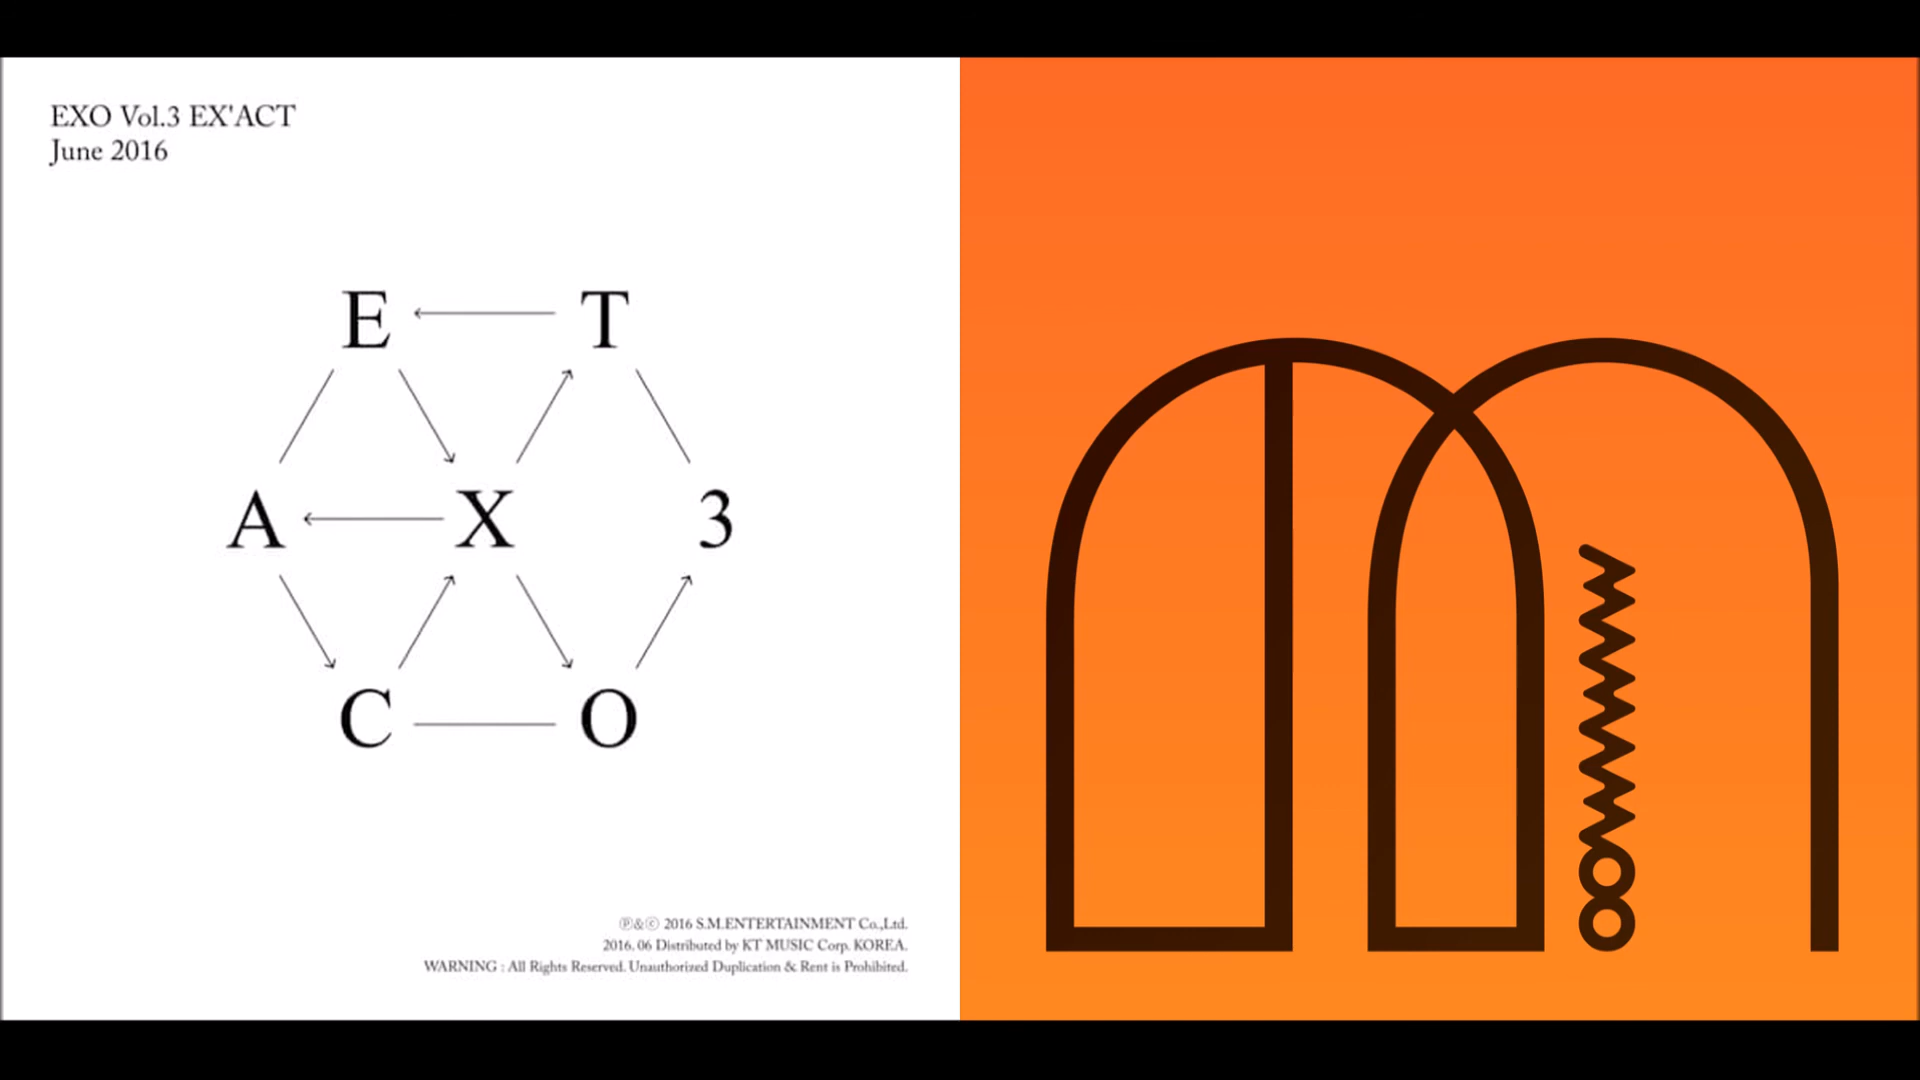 EXO Vol.3 EX'ACT
June 2016
E T
A X 3
C O
℗&© 2016 S.M.ENTERTAINMENT Co.,Ltd.
2016. 06 Distributed by KT MUSIC Corp. KOREA.
WARNING : All Rights Reserved. Unauthorized Duplication & Rent is Prohibited.